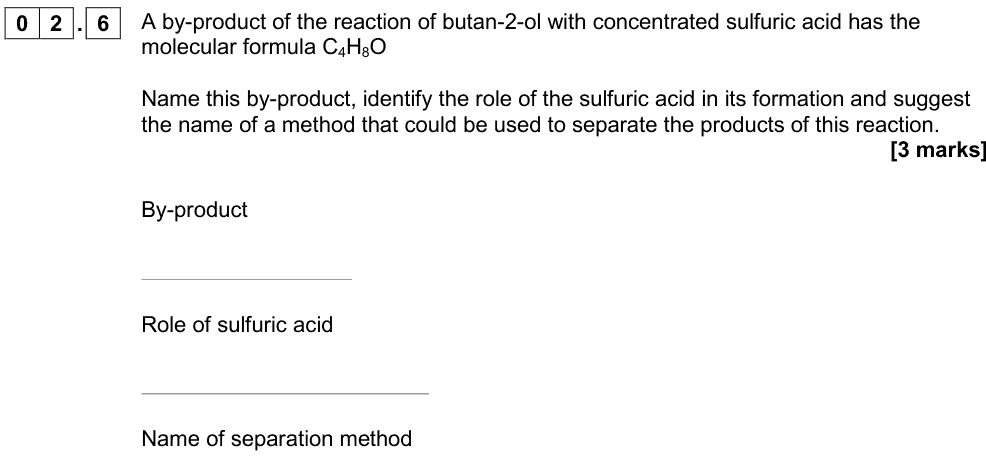 02.6 A by-product of the reaction of butan-2-ol with concentrated sulfuric acid has the
molecular formula C₄H₈O
Name this by-product, identify the role of the sulfuric acid in its formation and suggest
the name of a method that could be used to separate the products of this reaction.
[3 marks]
By-product
Role of sulfuric acid
Name of separation method